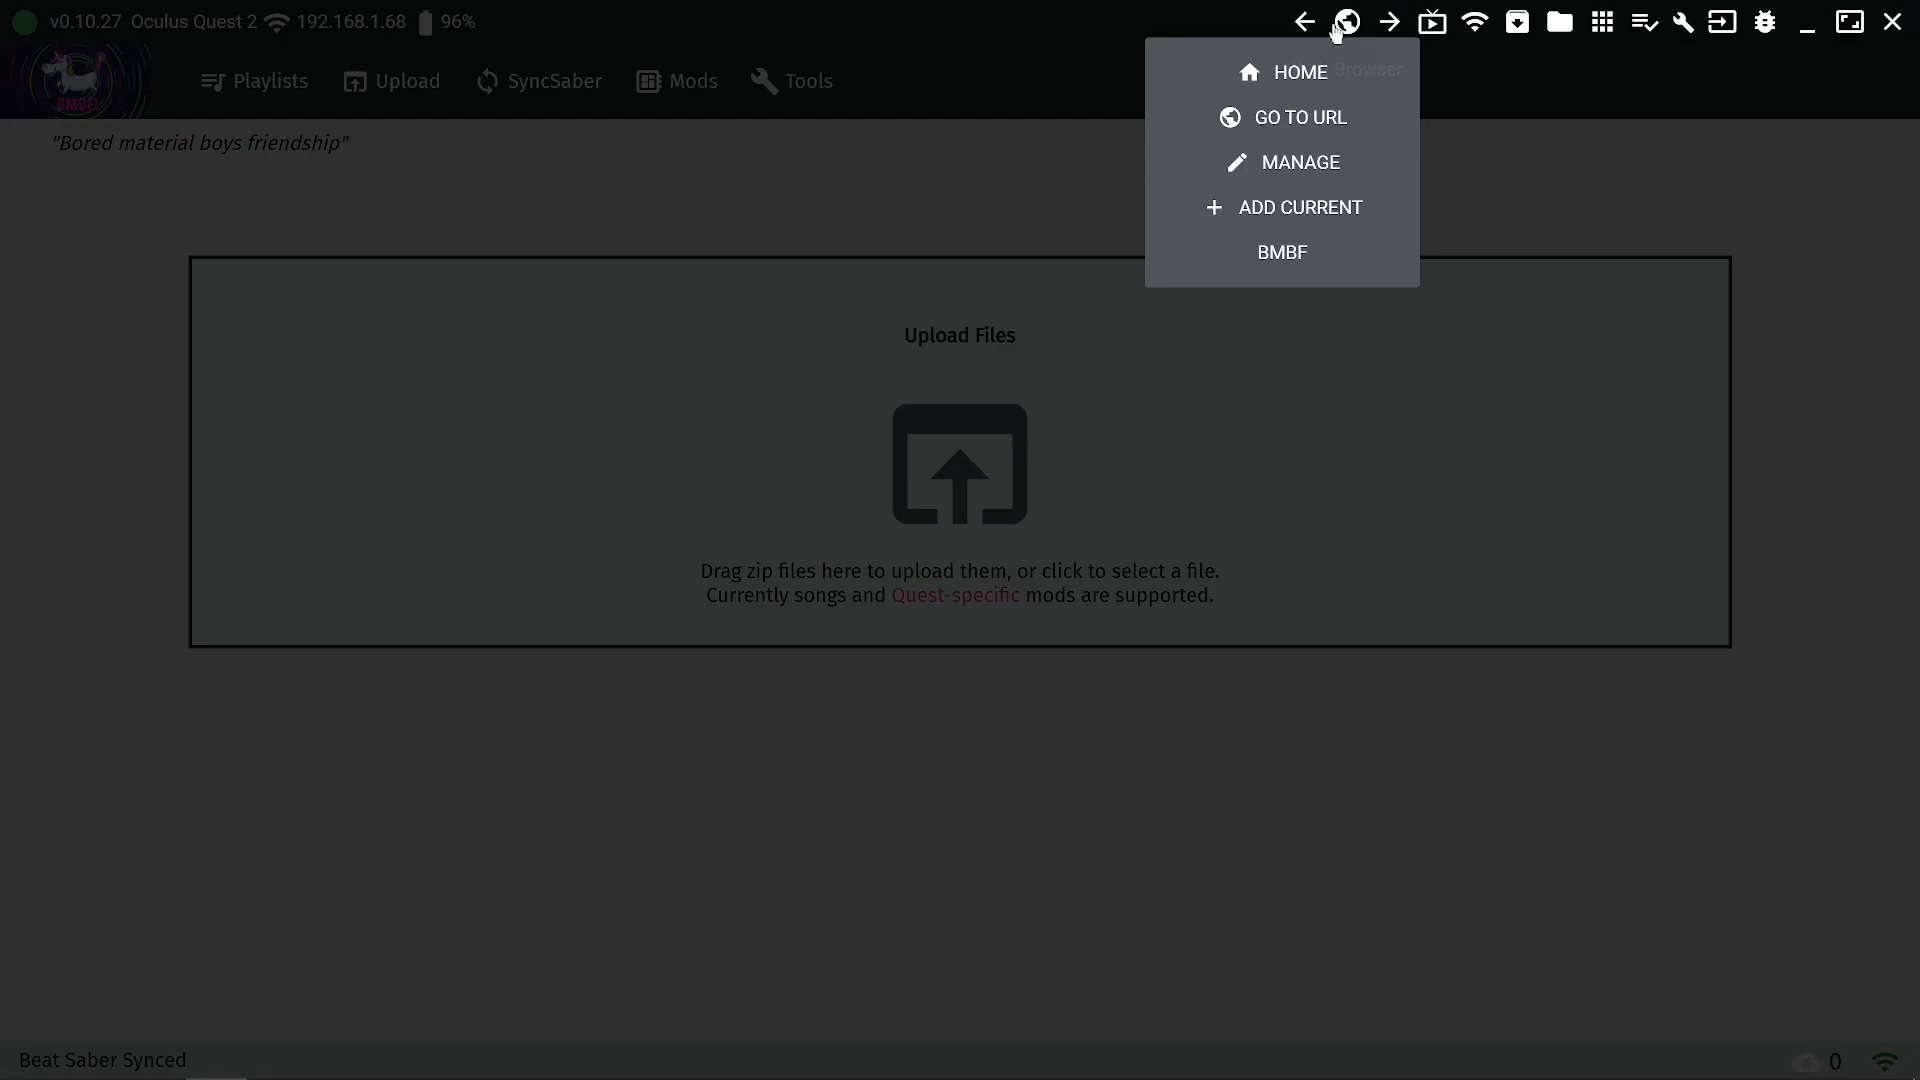 v0.10.27 Oculus Quest 2 192.168.1.68 96%
BMBF!
Playlists Upload SyncSaber Mods Tools
HOME
Browser
GO TO URL
MANAGE
ADD CURRENT
BMBF
"Bored material boys friendship"
Upload Files
Drag zip files here to upload them, or click to select a file.
Currently songs and Quest-specific mods are supported.
Beat Saber Synced
0